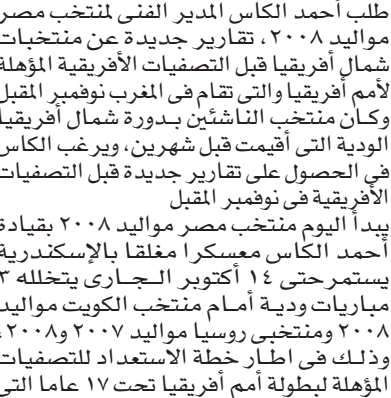 طلب أحمد الكاس المدير الفنى لمنتخب مصر
مواليد ٢٠٠٨، تقارير جديدة عن منتخبات
شمال أفريقيا قبل التصفيات الأفريقية المؤهلة
لأمم أفريقيا والتى تقام فى المغرب نوفمبر المقبل
وكان منتخب الناشئين بدورة شمال أفريقيا
الودية التى أقيمت قبل شهرين، ويرغب الكاس
فى الحصول على تقارير جديدة قبل التصفيات
الأفريقية فى نوفمبر المقبل
يبدأ اليوم منتخب مصر مواليد ٢٠٠٨ بقيادة
أحمد الكاس معسكرا مغلقا بالإسكندرية
يستمرحتى ١٤ أكتوبر الجارى يتخلله ٣
مباريات ودية أمام منتخب الكويت مواليد
٢٠٠٨ ومنتخبى روسيا مواليد ٢٠٠٧ و٢٠٠٨،
وذلك فى اطار خطة الاستعداد للتصفيات
المؤهلة لبطولة أمم أفريقيا تحت ١٧ عاما التى